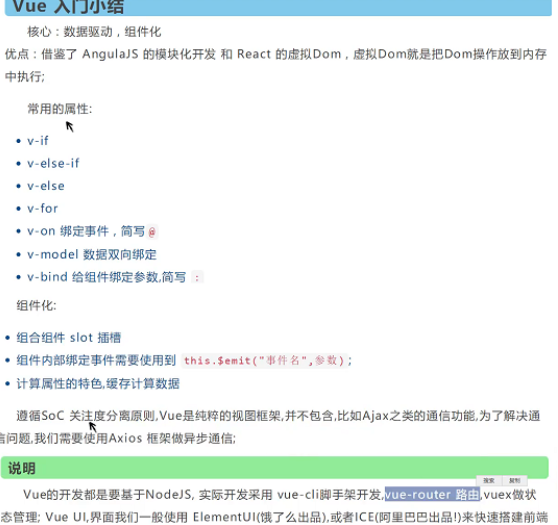 Vue 入门小结
核心：数据驱动，组件化
优点：借鉴了 AngulaJS 的模块化开发 和 React 的虚拟Dom，虚拟Dom就是把Dom操作放到内存
中执行;
常用的属性:
• v-if
• v-else-if
• v-else
• v-for
• v-on 绑定事件，简写 @
• v-model 数据双向绑定
• v-bind 给组件绑定参数,简写 :
组件化:
• 组合组件 slot 插槽
• 组件内部绑定事件需要使用到 this.$emit("事件名",参数);
• 计算属性的特色,缓存计算数据
遵循SoC 关注度分离原则,Vue是纯粹的视图框架,并不包含,比如Ajax之类的通信功能,为了解决通
信问题,我们需要使用Axios 框架做异步通信;
说明
搜索 复制
Vue的开发都是要基于NodeJS, 实际开发采用 vue-cli脚手架开发,vue-router 路由,vuex做状
态管理; Vue UI,界面我们一般使用 ElementUI(饿了么出品),或者ICE(阿里巴巴出品!)来快速搭建前端